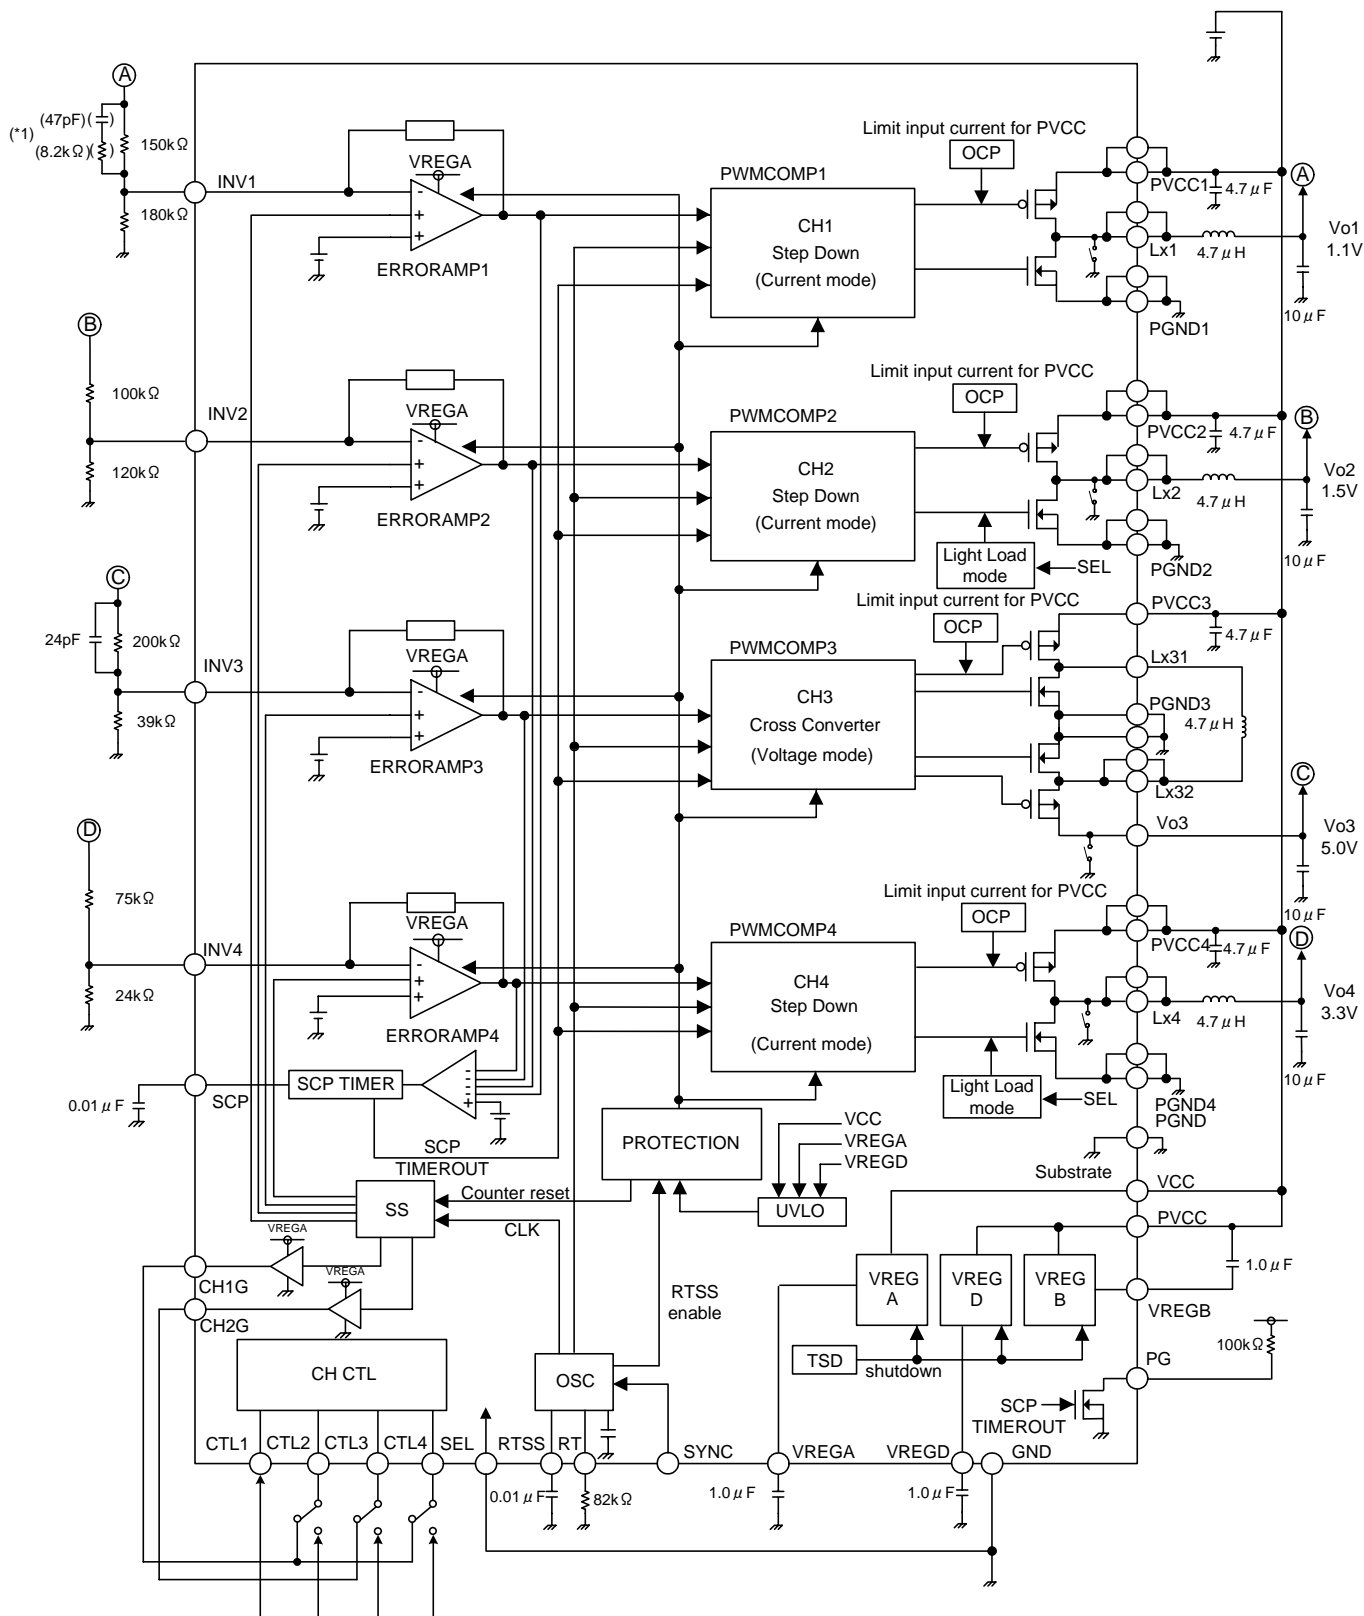 A
(*1)
(47pF)
(8.2kΩ)
150kΩ
180kΩ
INV1
VREGA
-
+
+
ERRORAMP1
PWMCOMP1
CH1
Step Down
(Current mode)
Limit input current for PVCC
OCP
PVCC1
4.7μF
A
Lx1
4.7μH
Vo1
1.1V
10μF
PGND1
B
100kΩ
120kΩ
INV2
VREGA
-
+
+
ERRORAMP2
PWMCOMP2
CH2
Step Down
(Current mode)
Limit input current for PVCC
OCP
PVCC2
4.7μF
B
Lx2
4.7μH
Vo2
1.5V
10μF
PGND2
Light Load
mode
SEL
C
24pF
200kΩ
39kΩ
INV3
VREGA
-
+
+
ERRORAMP3
PWMCOMP3
CH3
Cross Converter
(Voltage mode)
Limit input current for PVCC
OCP
PVCC3
4.7μF
Lx31
PGND3
4.7μH
Lx32
C
Vo3
Vo3
5.0V
10μF
D
75kΩ
24kΩ
INV4
VREGA
-
+
+
ERRORAMP4
PWMCOMP4
CH4
Step Down
(Current mode)
Limit input current for PVCC
OCP
PVCC4
4.7μF
D
Lx4
4.7μH
Vo4
3.3V
10μF
Light Load
mode
SEL
PGND4
PGND
0.01μF
SCP
SCP TIMER
-
-
-
-
+
SCP
TIMEROUT
PROTECTION
VCC
VREGA
VREGD
UVLO
Substrate
VCC
PVCC
1.0μF
VREGB
SS
Counter reset
CLK
VREGA
VREGA
CH1G
CH2G
RTSS
enable
VREG
A
VREG
D
VREG
B
TSD
shutdown
100kΩ
PG
SCP
TIMEROUT
CH CTL
OSC
CTL1
CTL2
CTL3
CTL4
SEL
RTSS
RT
SYNC
VREGA
VREGD
GND
0.01μF
82kΩ
1.0μF
1.0μF